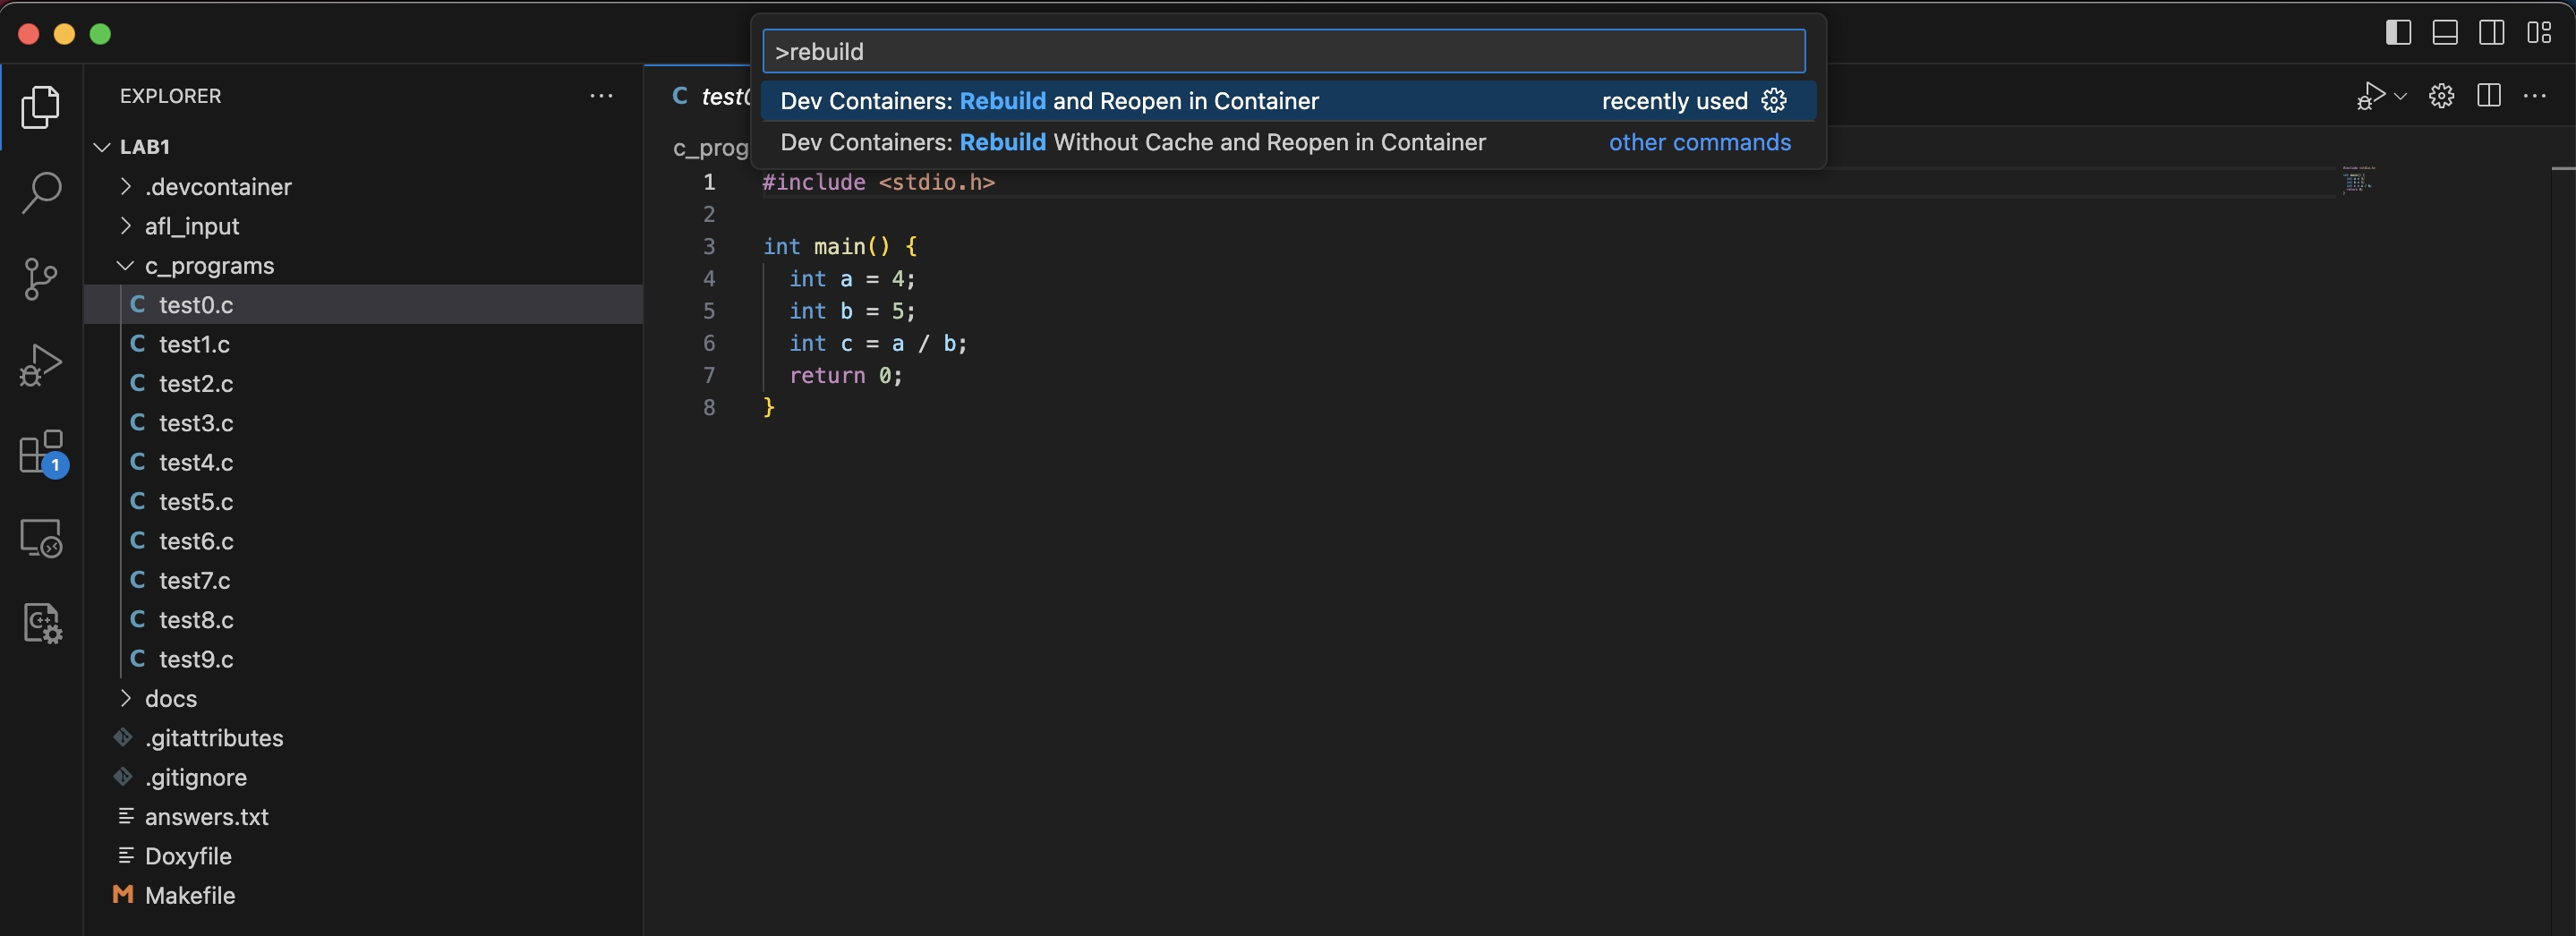 >rebuild
Dev Containers: Rebuild and Reopen in Container recently used
Dev Containers: Rebuild Without Cache and Reopen in Container other commands
EXPLORER
LAB1
.devcontainer
afl_input
c_programs
C test0.c
C test1.c
C test2.c
C test3.c
C test4.c
C test5.c
C test6.c
C test7.c
C test8.c
C test9.c
docs
.gitattributes
.gitignore
answers.txt
Doxyfile
M Makefile
1
C++
C test0
c_prog
1 #include <stdio.h>
2
3 int main() {
4 int a = 4;
5 int b = 5;
6 int c = a / b;
7 return 0;
8 }